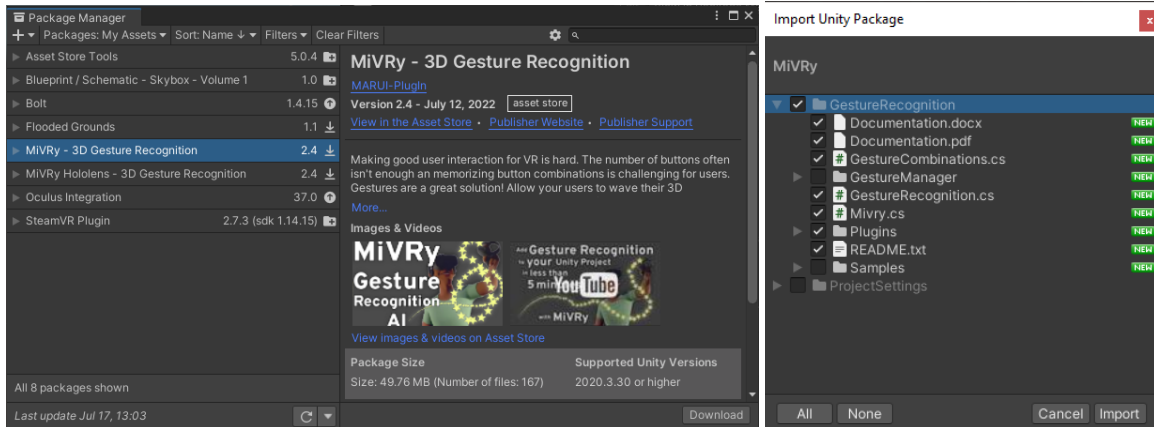 Package Manager
Packages: My Assets Sort: Name ↓ Filters Clear Filters
Asset Store Tools 5.0.4
Blueprint / Schematic - Skybox - Volume 1 1.0
Bolt 1.4.15
Flooded Grounds 1.1
MiVRy - 3D Gesture Recognition 2.4
MiVRy Hololens - 3D Gesture Recognition 2.4
Oculus Integration 37.0
SteamVR Plugin 2.7.3 (sdk 1.14.15)
All 8 packages shown
Last update Jul 17, 13:03
MiVRy - 3D Gesture Recognition
MARUI-PlugIn
Version 2.4 - July 12, 2022 asset store
View in the Asset Store • Publisher Website • Publisher Support
Making good user interaction for VR is hard. The number of buttons often
isn't enough an memorizing button combinations is challenging for users.
Gestures are a great solution! Allow your users to wave their 3D
More...
Images & Videos
MiVRy
Gesture
Recognition
AI
Add Gesture Recognition
to your Unity Project
in less than
5 min
YouTube
with MiVRy
View images & videos on Asset Store
Package Size
Size: 49.76 MB (Number of files: 167)
Supported Unity Versions
2020.3.30 or higher
Download
Import Unity Package
x
MiVRy
GestureRecognition
Documentation.docx NEW
Documentation.pdf NEW
GestureCombinations.cs NEW
GestureManager NEW
GestureRecognition.cs NEW
Mivry.cs NEW
Plugins NEW
README.txt NEW
Samples NEW
ProjectSettings
All None Cancel Import